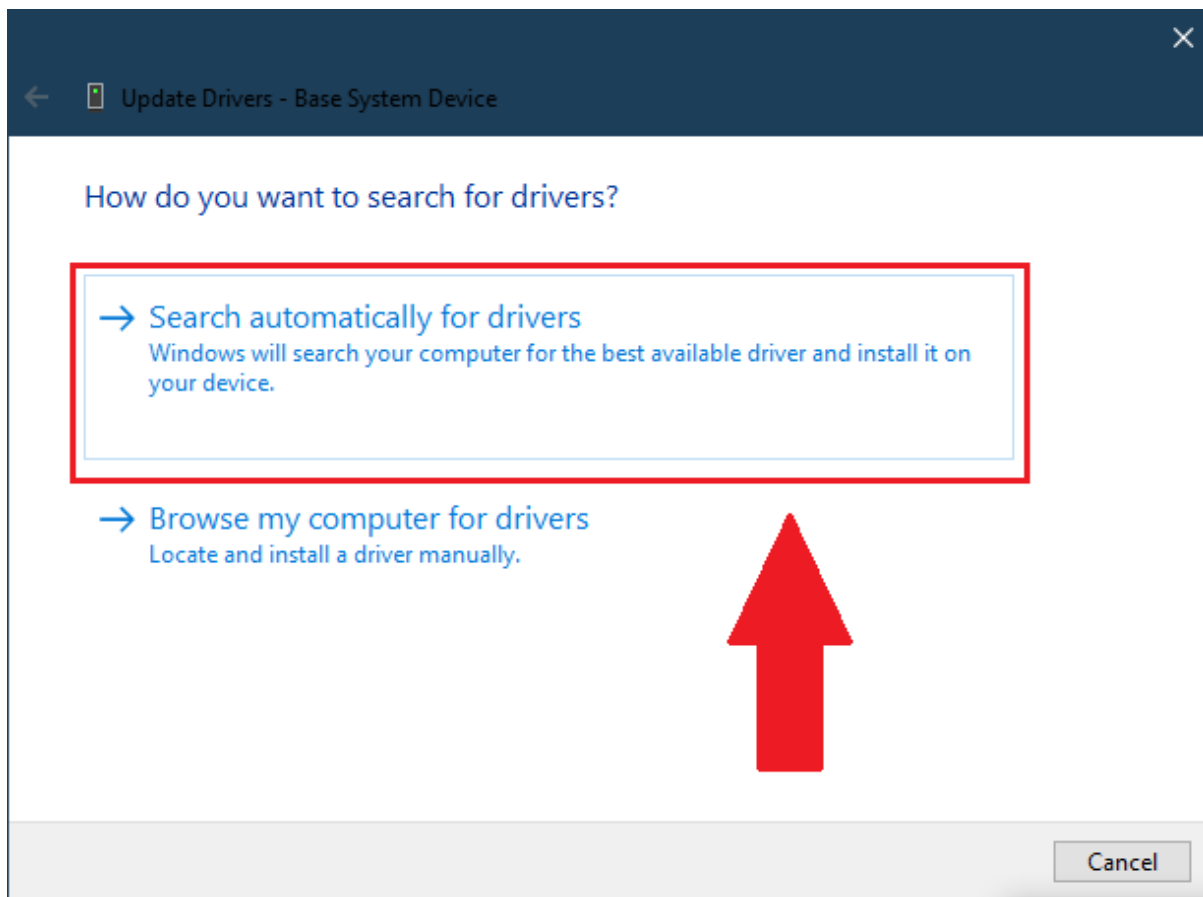 Update Drivers - Base System Device
How do you want to search for drivers?
Search automatically for drivers
Windows will search your computer for the best available driver and install it on
your device.
Browse my computer for drivers
Locate and install a driver manually.
Cancel